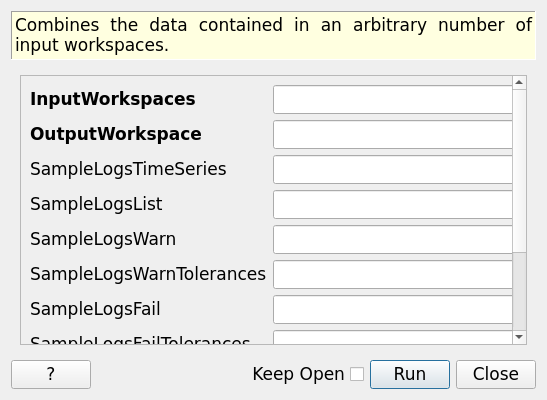 Combines the data contained in an arbitrary number of
input workspaces.
InputWorkspaces
OutputWorkspace
SampleLogsTimeSeries
SampleLogsList
SampleLogsWarn
SampleLogsWarnTolerances
SampleLogsFail
SampleLogsFailTolerances
?
Keep Open
Run
Close